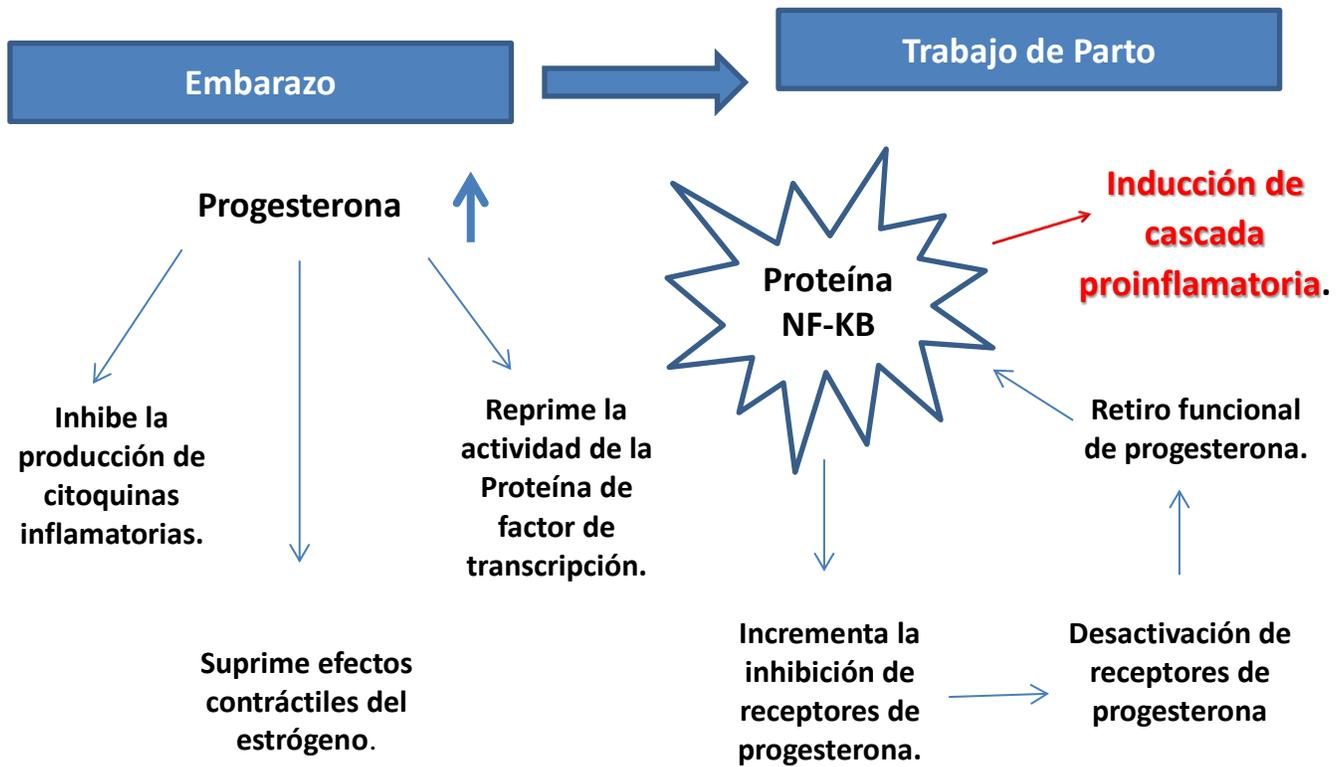 Embarazo
Trabajo de Parto
Progesterona
Inhibe la
producción de
citoquinas
inflamatorias.
Suprime efectos
contráctiles del
estrógeno.
Reprime la
actividad de la
Proteína de
factor de
transcripción.
Proteína
NF-KB
Inducción de
cascada
proinflamatoria.
Retiro funcional
de progesterona.
Incrementa la
inhibición de
receptores de
progesterona.
Desactivación de
receptores de
progesterona